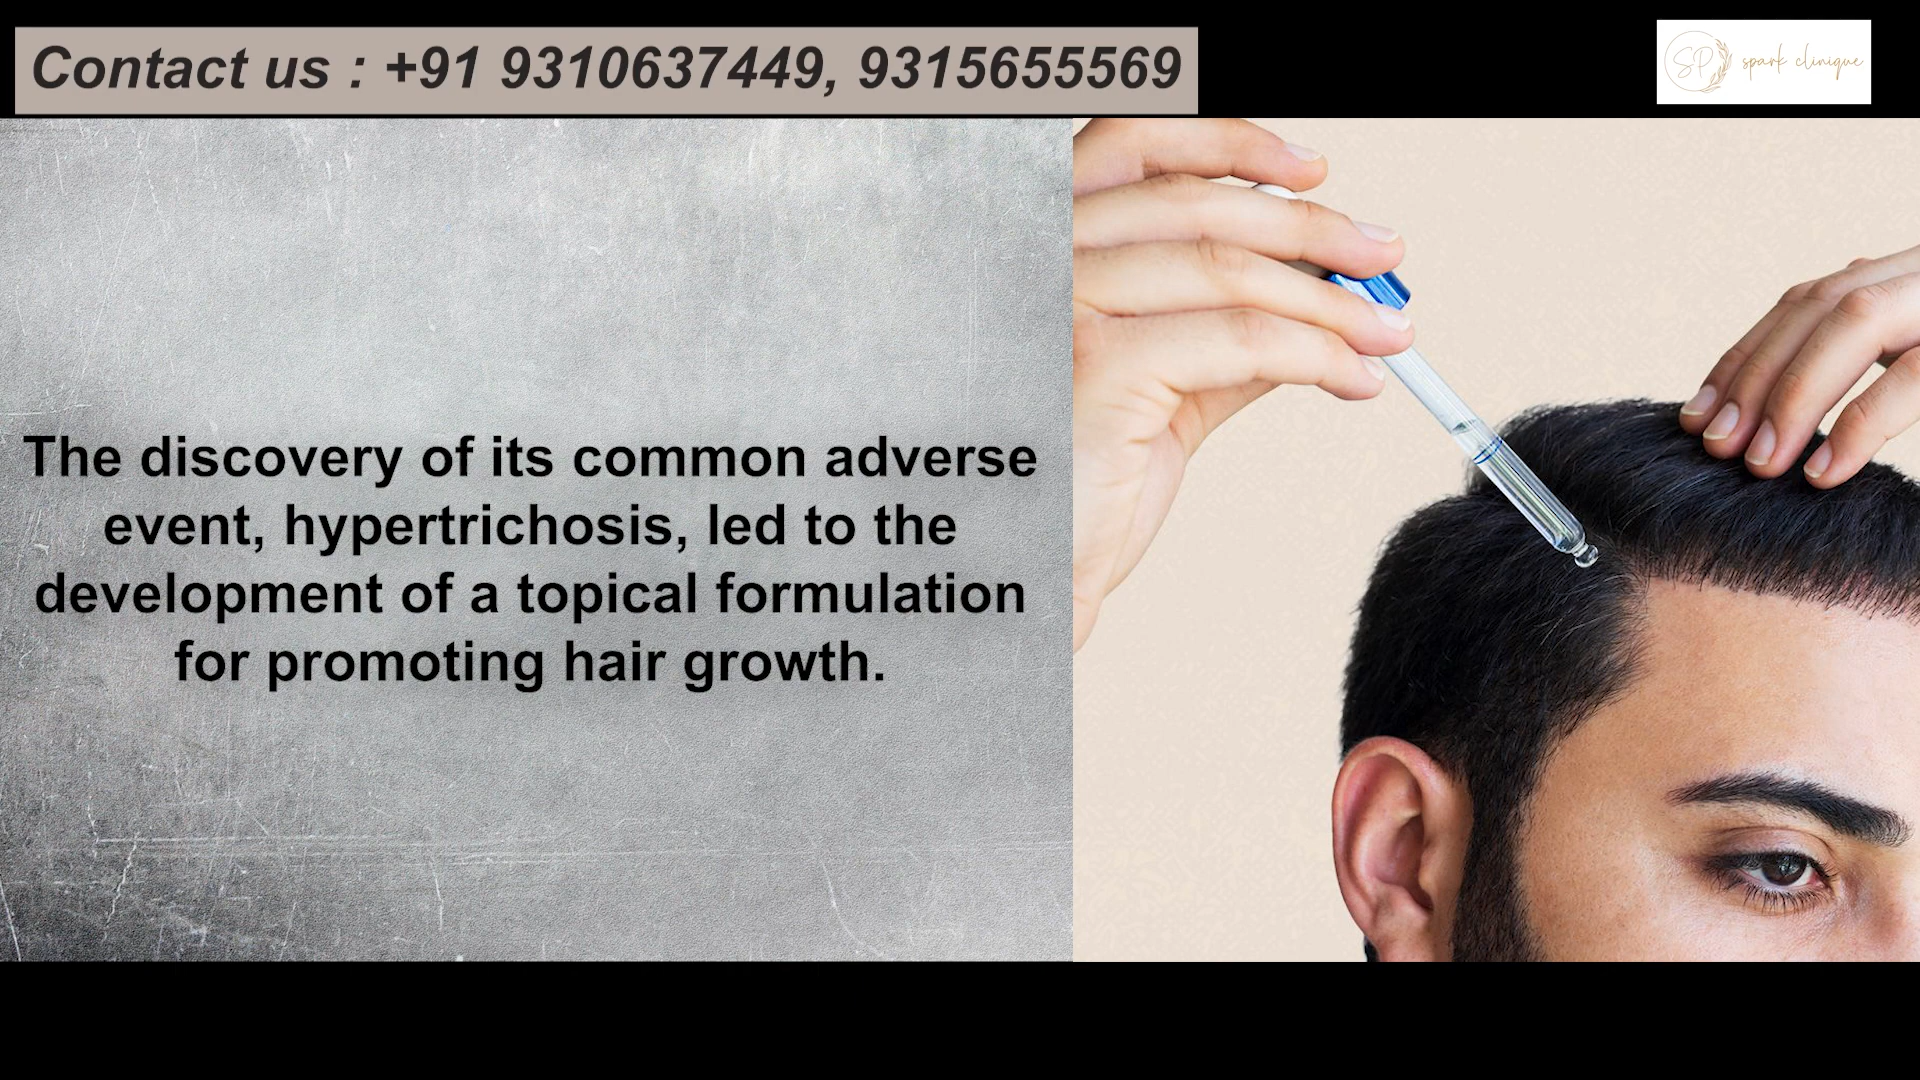 Contact us : +91 9310637449, 9315655569
SP spark clinique
The discovery of its common adverse
event, hypertrichosis, led to the
development of a topical formulation
for promoting hair growth.